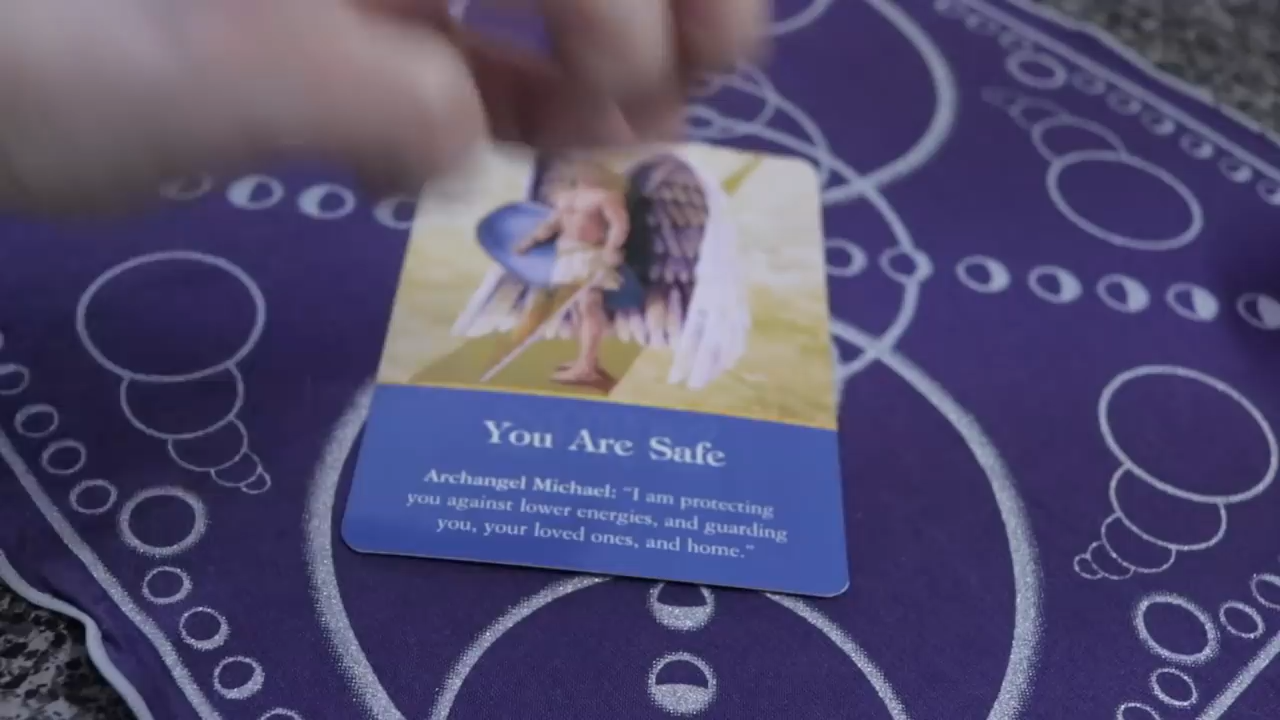 You Are Safe
Archangel Michael: “I am protecting
you against lower energies, and guarding
you, your loved ones, and home.”